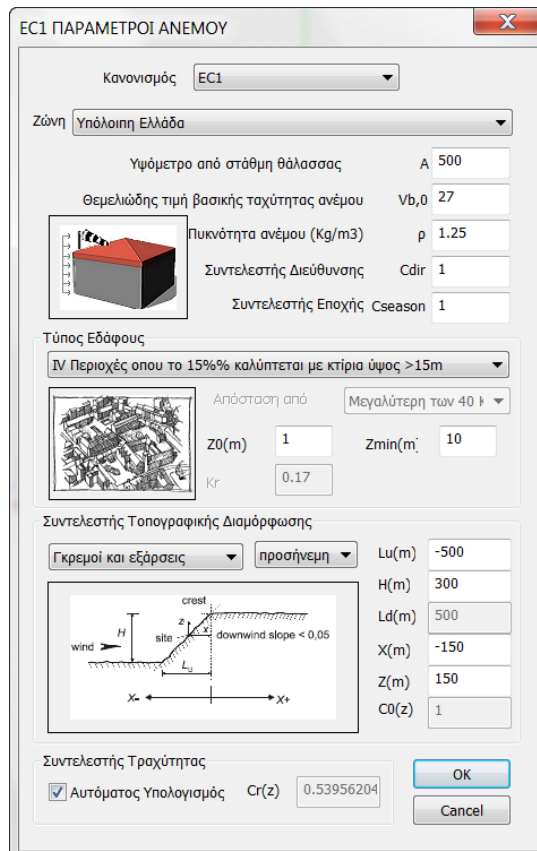 EC1 ΠΑΡΑΜΕΤΡΟΙ ΑΝΕΜΟΥ
Κανονισμός EC1
Ζώνη Υπόλοιπη Ελλάδα
Υψόμετρο από στάθμη θάλασσας A 500
Θεμελιώδης τιμή βασικής ταχύτητας ανέμου Vb,0 27
Πυκνότητα ανέμου (Kg/m3) ρ 1.25
Συντελεστής Διεύθυνσης Cdir 1
Συντελεστής Εποχής Cseason 1
Τύπος Εδάφους
IV Περιοχές οπου το 15%% καλύπτεται με κτίρια ύψος >15m
Απόσταση από Μεγαλύτερη των 40 K
Z0(m) 1 Zmin(m) 10
Kr 0.17
Συντελεστής Τοπογραφικής Διαμόρφωσης
Γκρεμοί και εξάρσεις προσήνεμη Lu(m) -500
H(m) 300
Ld(m) 500
X(m) -150
Z(m) 150
C0(z) 1
crest
H z site x downwind slope < 0,05
wind
Lu
X- X+
Συντελεστής Τραχύτητας
Αυτόματος Υπολογισμός Cr(z) 0.53956204
OK
Cancel